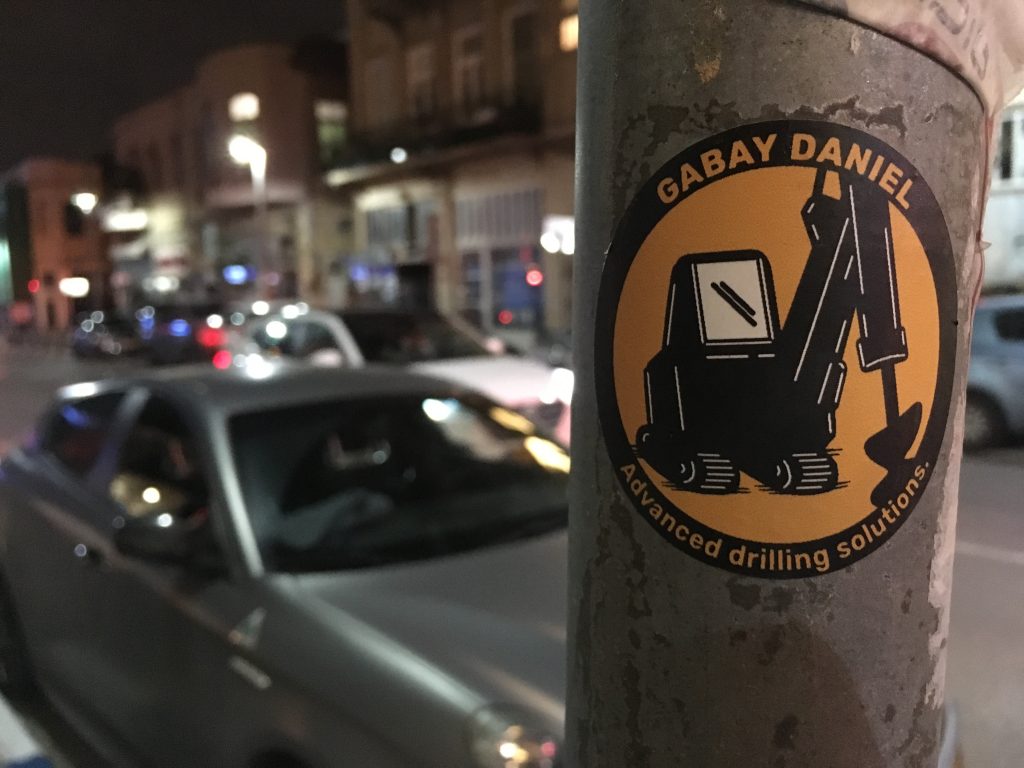 GABAY DANIEL
Advanced drilling solutions.